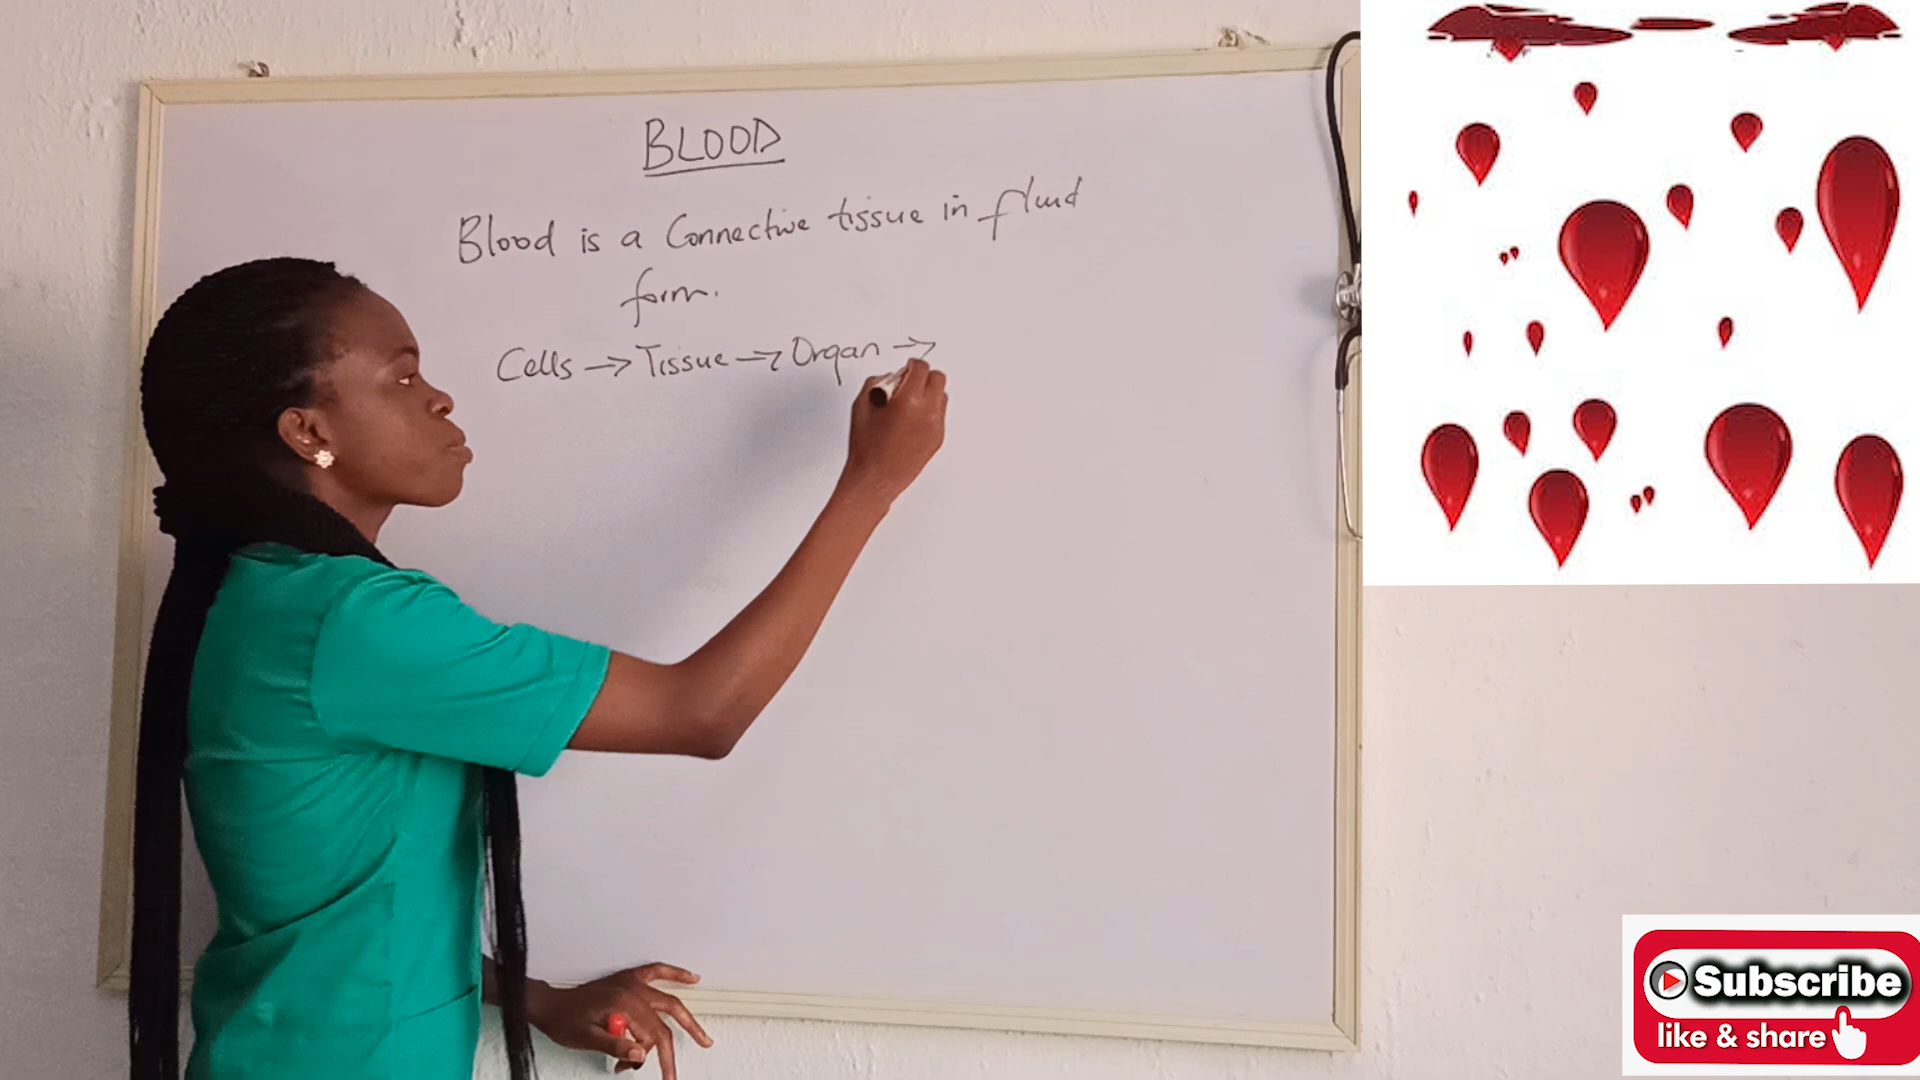 BLOOD
Blood is a Connective tissue in fluid
form.
Cells → Tissue → Organ →
Subscribe
like & share